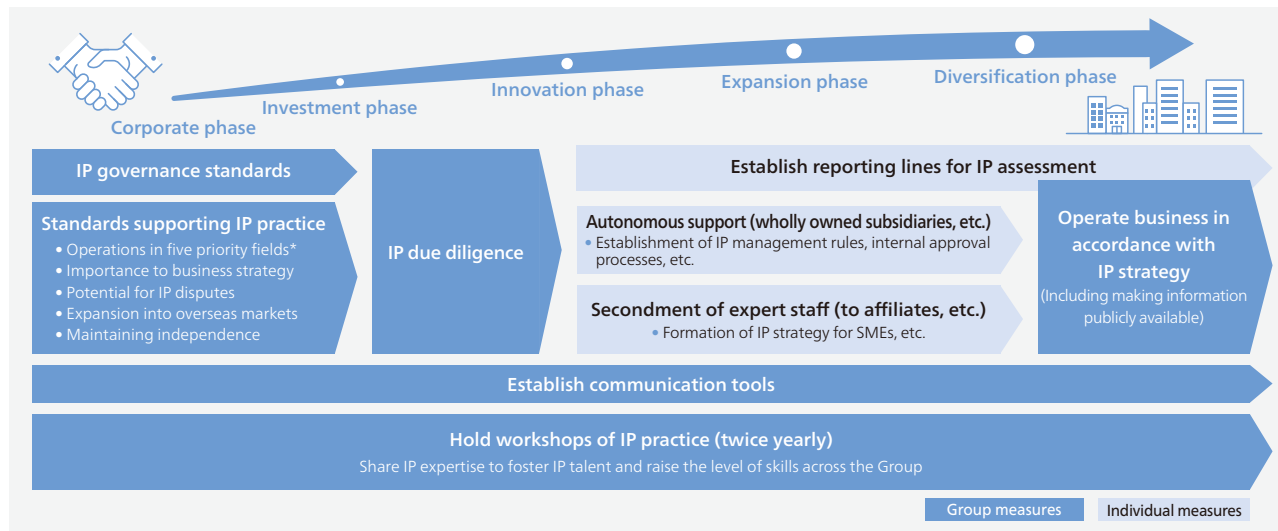 Corporate phase
Investment phase
Innovation phase
Expansion phase
Diversification phase
IP governance standards
Standards supporting IP practice
• Operations in five priority fields*
• Importance to business strategy
• Potential for IP disputes
• Expansion into overseas markets
• Maintaining independence
IP due diligence
Establish reporting lines for IP assessment
Autonomous support (wholly owned subsidiaries, etc.)
• Establishment of IP management rules, internal approval
processes, etc.
Secondment of expert staff (to affiliates, etc.)
• Formation of IP strategy for SMEs, etc.
Operate business in
accordance with
IP strategy
(Including making information
publicly available)
Establish communication tools
Hold workshops of IP practice (twice yearly)
Share IP expertise to foster IP talent and raise the level of skills across the Group
Group measures
Individual measures